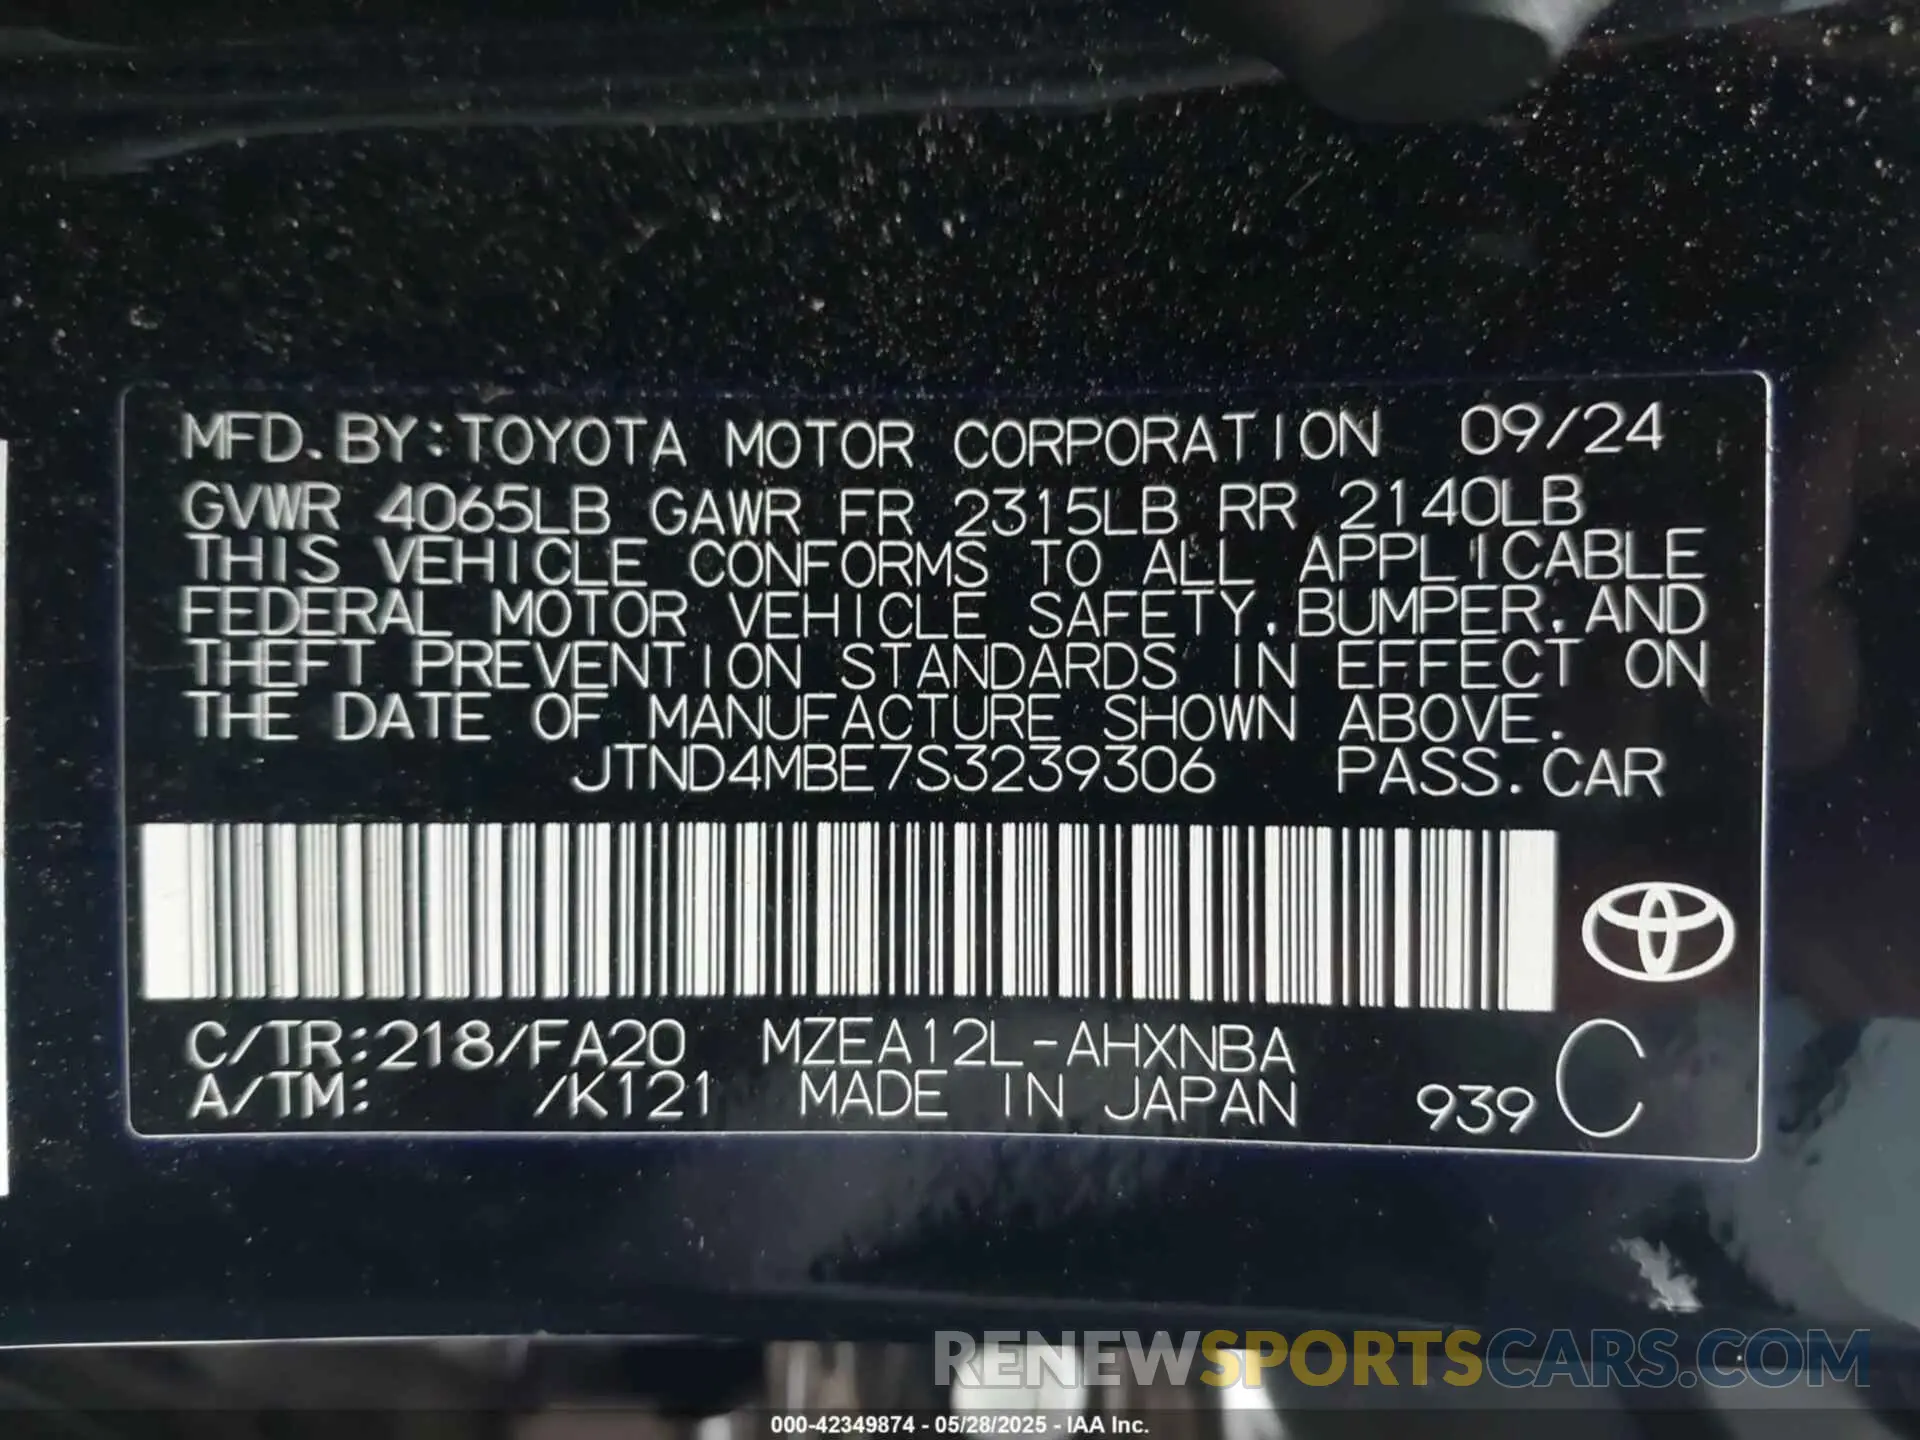 MFD.BY:TOYOTA MOTOR CORPORATION 09/24
GVWR 4065LB GAWR FR 2315LB RR 2140LB
THIS VEHICLE CONFORMS TO ALL APPLICABLE
FEDERAL MOTOR VEHICLE SAFETY,BUMPER,AND
THEFT PREVENTION STANDARDS IN EFFECT ON
THE DATE OF MANUFACTURE SHOWN ABOVE.
JTND4MBE7S3239306 PASS.CAR
C/TR:218/FA20 MZEA12L-AHXNBA
A/TM: /K121 MADE IN JAPAN 939 C
RENEWSPORTSCARS.COM
000-42349874 - 05/28/2025 - IAA Inc.